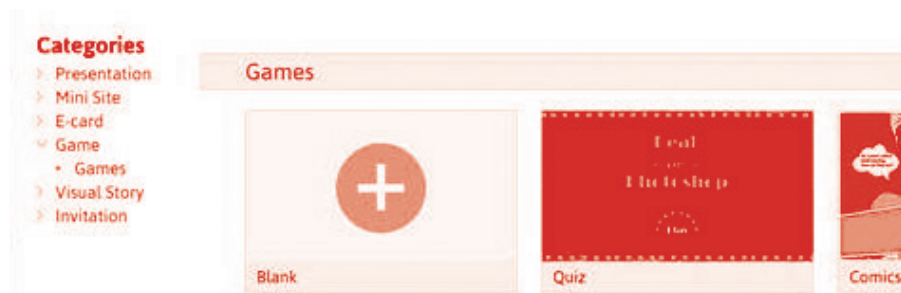 Categories
Presentation
Mini Site
E-card
Game
Games
Visual Story
Invitation
Games
Blank
Quiz
Comics